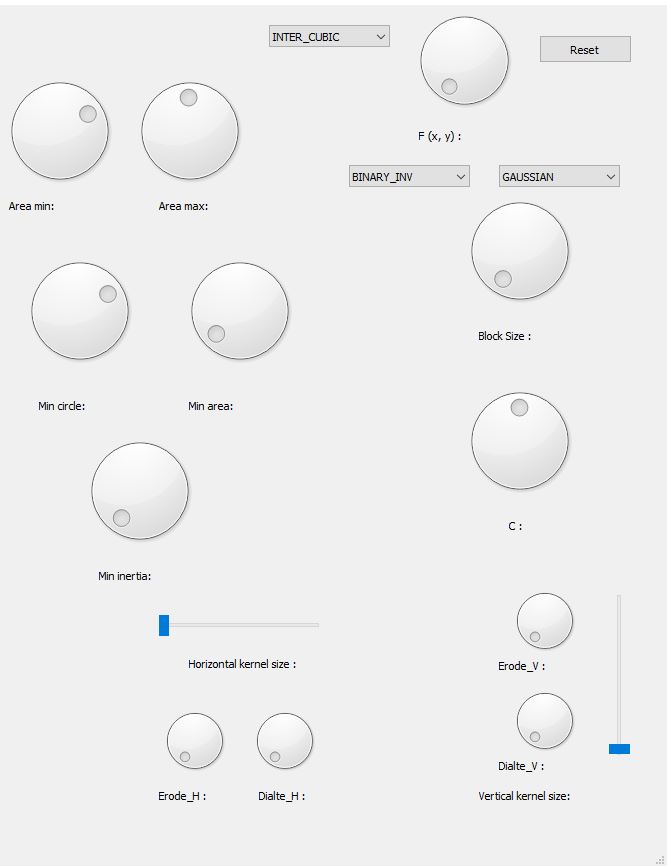 INTER_CUBIC
Reset
F (x, y) :
BINARY_INV
GAUSSIAN
Area min:
Area max:
Block Size :
Min circle:
Min area:
C :
Min inertia:
Horizontal kernel size :
Erode_V :
Dialte_V :
Erode_H :
Dialte_H :
Vertical kernel size: